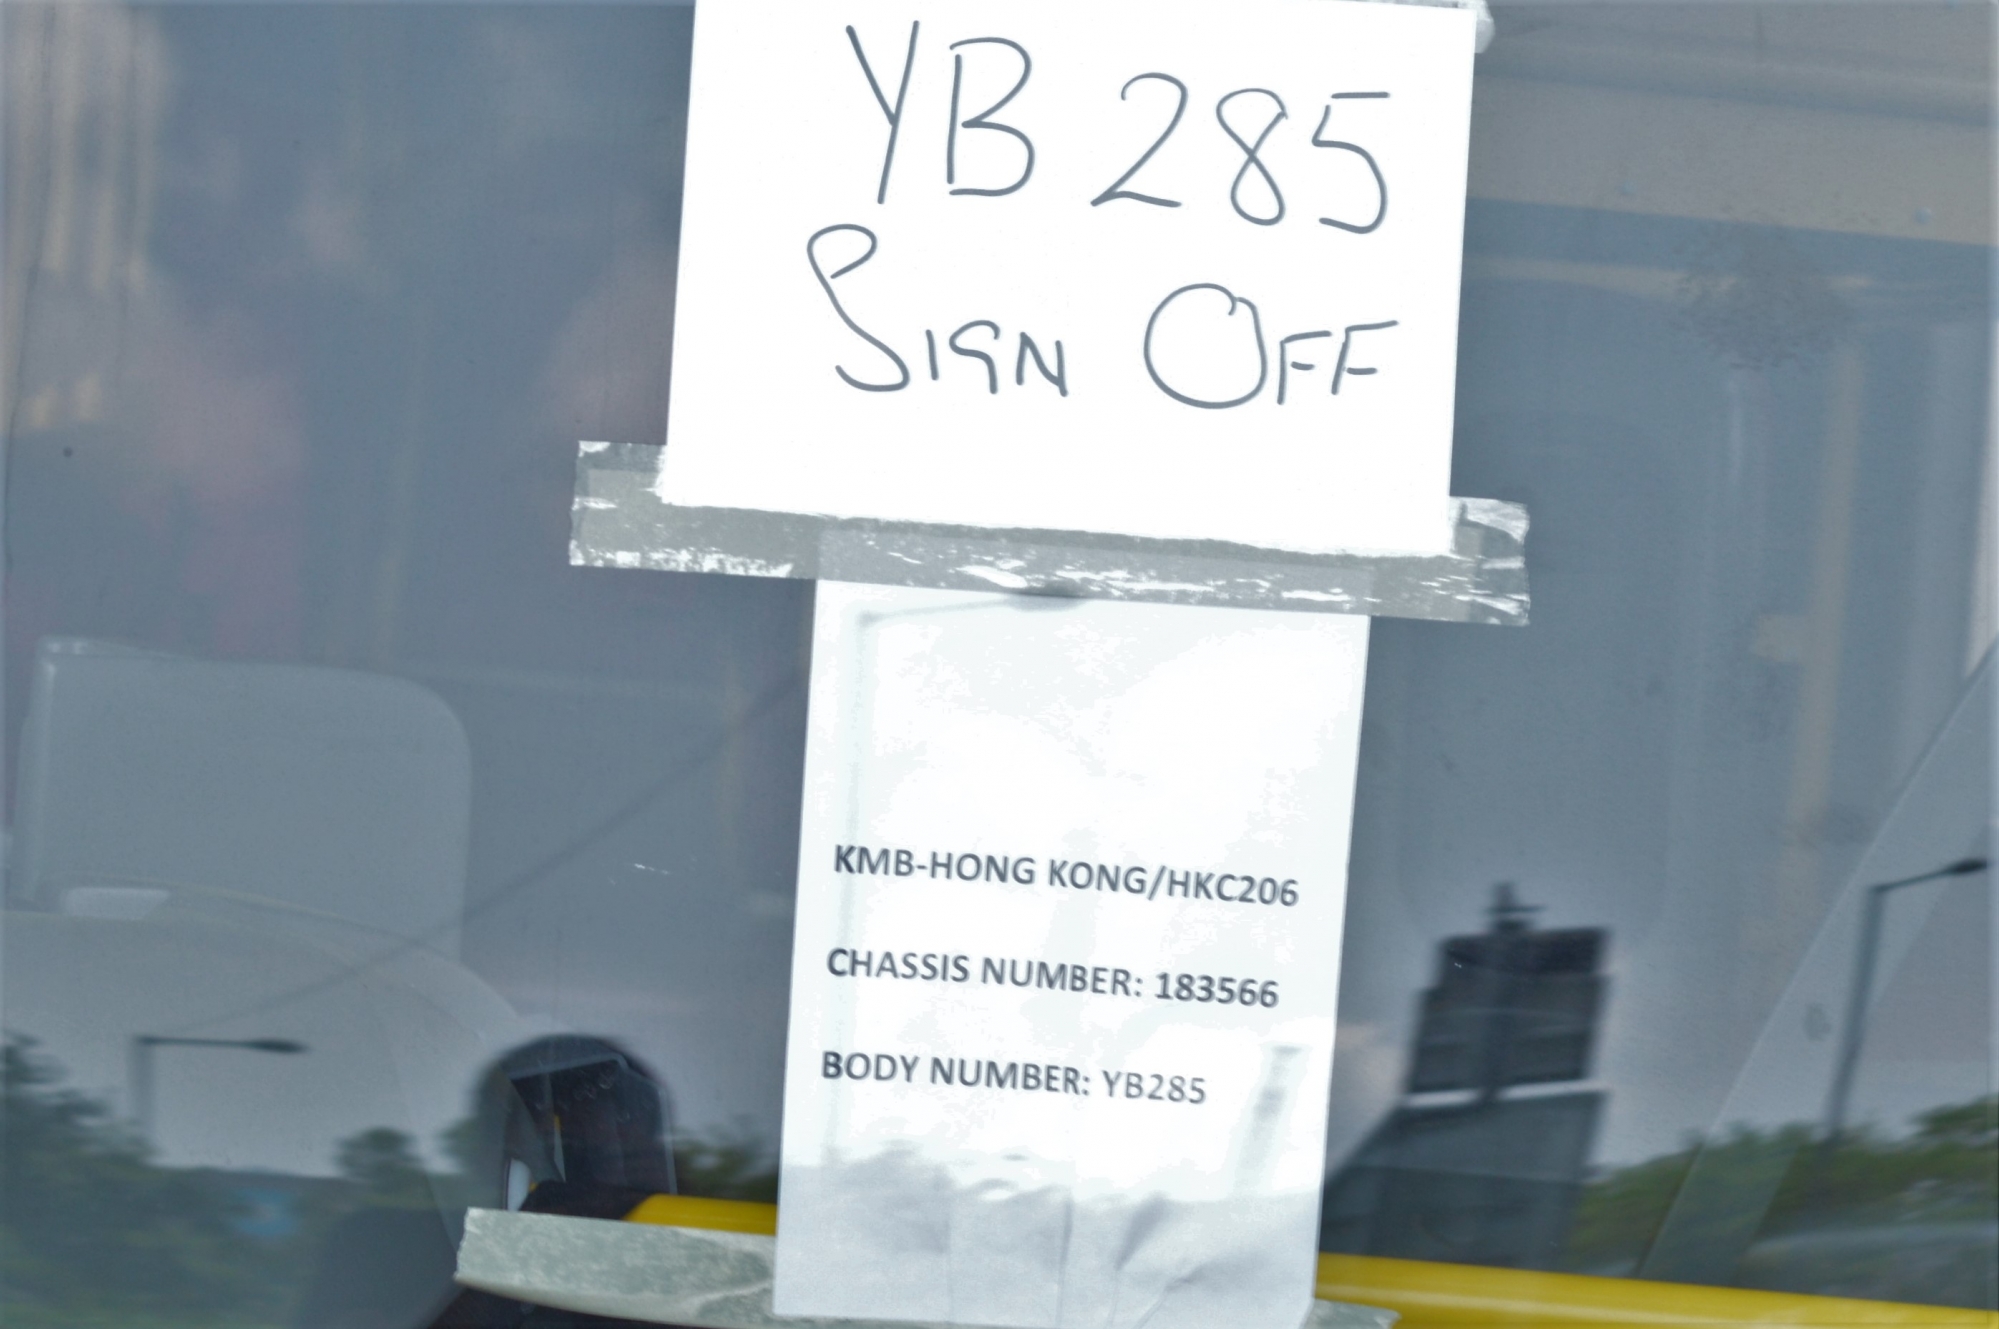 YB 285
SIGN OFF
KMB-HONG KONG/HKC206
CHASSIS NUMBER: 183566
BODY NUMBER: YB285